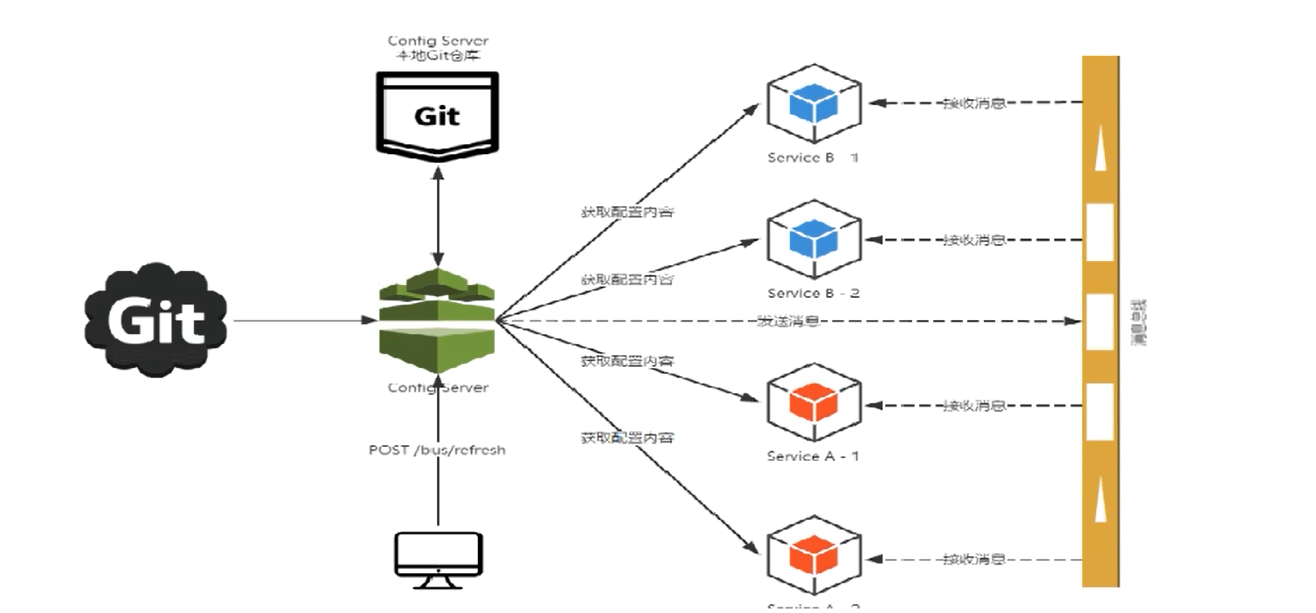 Config Server
本地Git仓库
Git
接收消息
Service B - 1
获取配置内容
接收消息
获取配置内容
Service B - 2
Git
发送消息
消息总线
获取配置内容
Config Server
接收消息
获取配置内容
POST /bus/refresh
Service A - 1
接收消息
Service A - 2